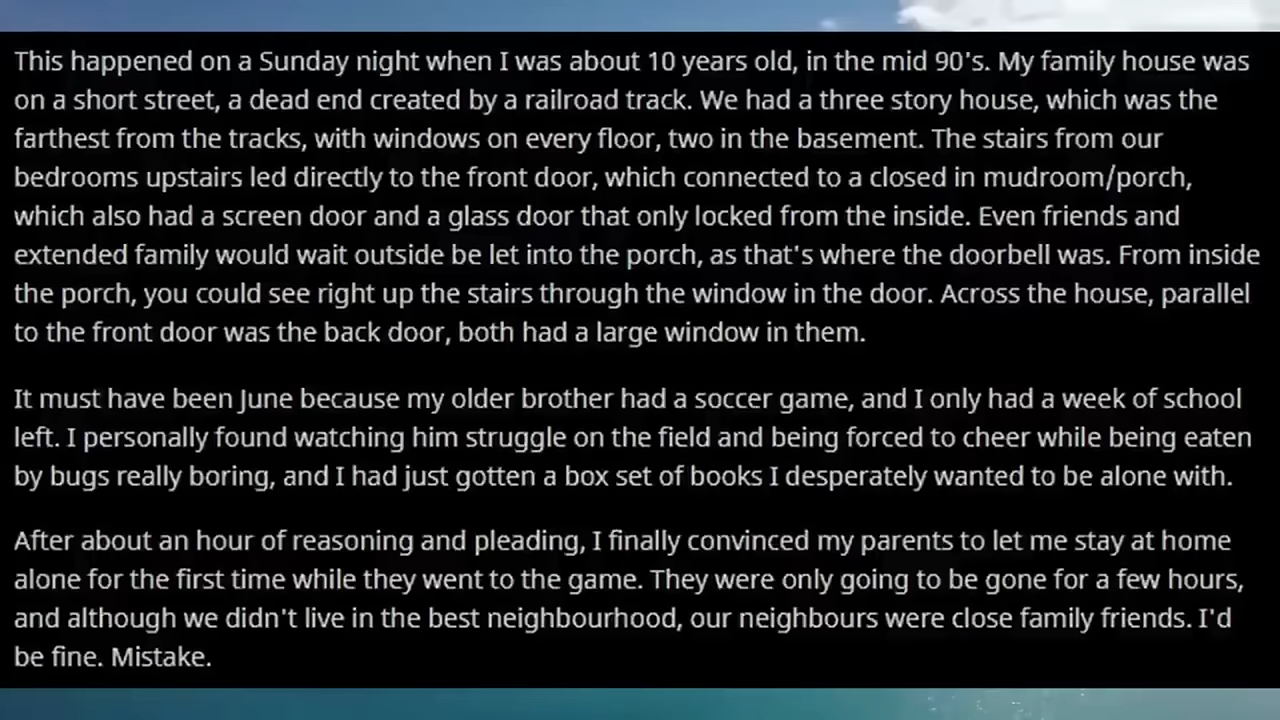 This happened on a Sunday night when I was about 10 years old, in the mid 90's. My family house was
on a short street, a dead end created by a railroad track. We had a three story house, which was the
farthest from the tracks, with windows on every floor, two in the basement. The stairs from our
bedrooms upstairs led directly to the front door, which connected to a closed in mudroom/porch,
which also had a screen door and a glass door that only locked from the inside. Even friends and
extended family would wait outside be let into the porch, as that's where the doorbell was. From inside
the porch, you could see right up the stairs through the window in the door. Across the house, parallel
to the front door was the back door, both had a large window in them.
It must have been June because my older brother had a soccer game, and I only had a week of school
left. I personally found watching him struggle on the field and being forced to cheer while being eaten
by bugs really boring, and I had just gotten a box set of books I desperately wanted to be alone with.
After about an hour of reasoning and pleading, I finally convinced my parents to let me stay at home
alone for the first time while they went to the game. They were only going to be gone for a few hours,
and although we didn't live in the best neighbourhood, our neighbours were close family friends. I'd
be fine. Mistake.